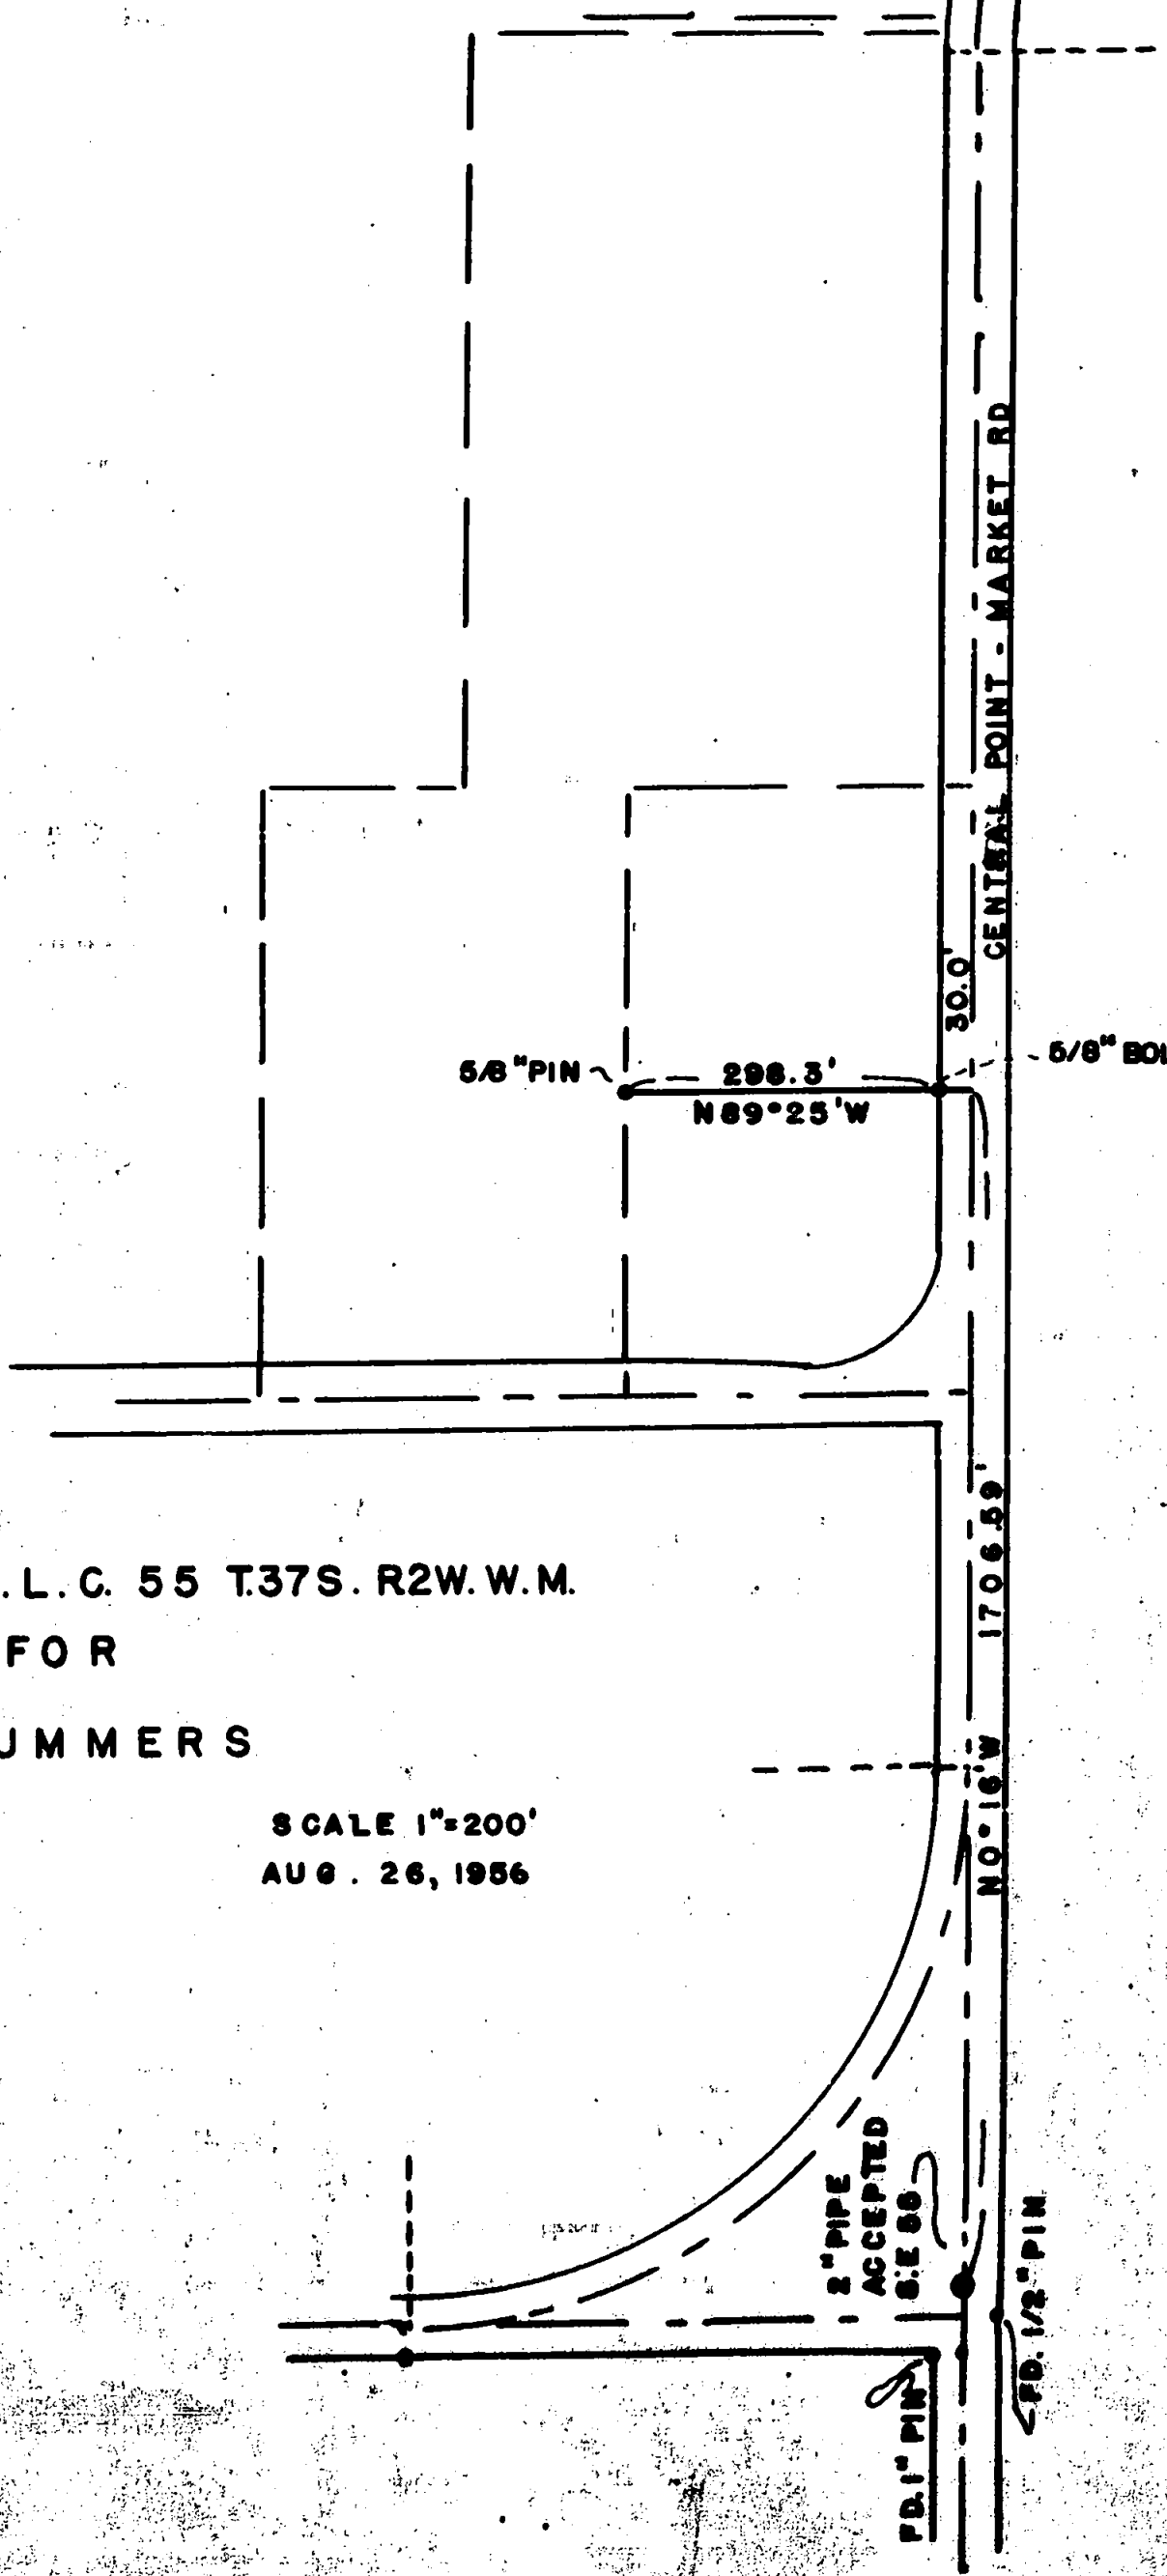 CENTRAL POINT - MARKET RD
30.0'
5/8" BOL
5/8" PIN
298.3'
N89°25'W
1706.59'
N0°16'W
.L.C. 55 T.37S. R2W. W.M.
FOR
UMMERS
SCALE 1"=200'
AUG. 26, 1956
2" PIPE
ACCEPTED
FD. 1/2" PIN
FD. 1" PIN